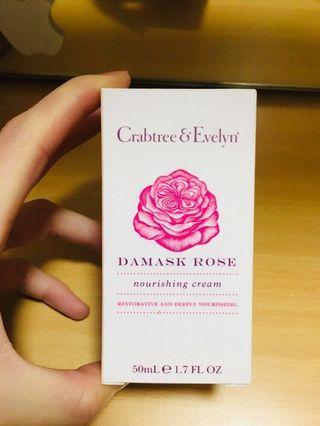 Crabtree & Evelyn®
DAMASK ROSE
nourishing cream
RESTORATIVE AND DEEPLY NOURISHING
50mL ℮ 1.7 FL OZ